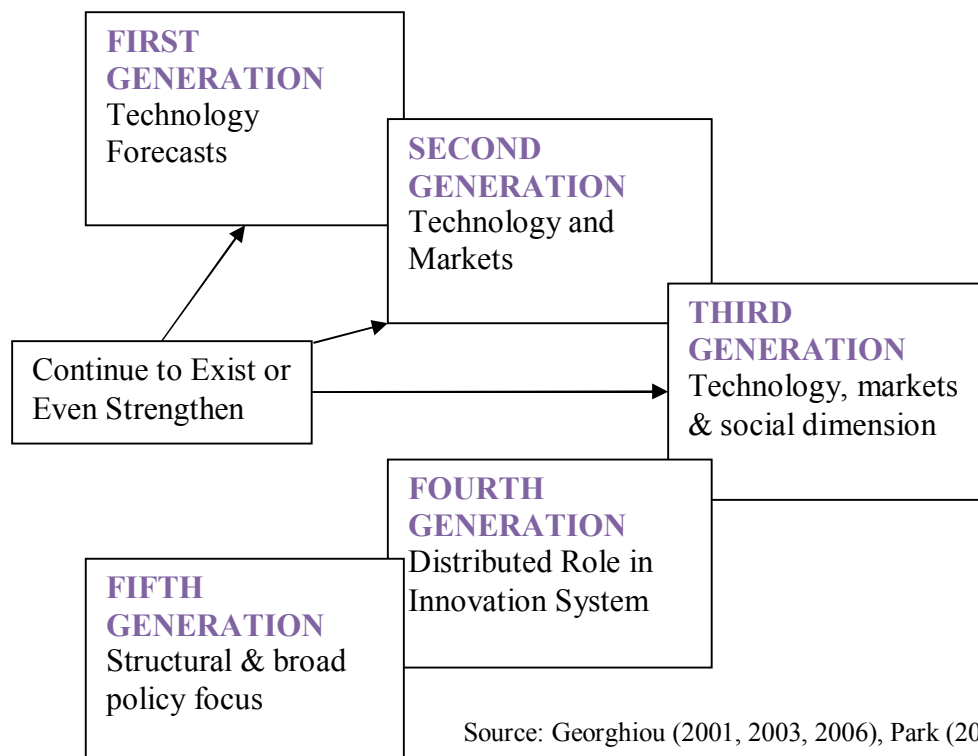 FIRST
GENERATION
Technology
Forecasts
SECOND
GENERATION
Technology and
Markets
THIRD
GENERATION
Technology, markets
& social dimension
Continue to Exist or
Even Strengthen
FOURTH
GENERATION
Distributed Role in
Innovation System
FIFTH
GENERATION
Structural & broad
policy focus
Source: Georghiou (2001, 2003, 2006), Park (20